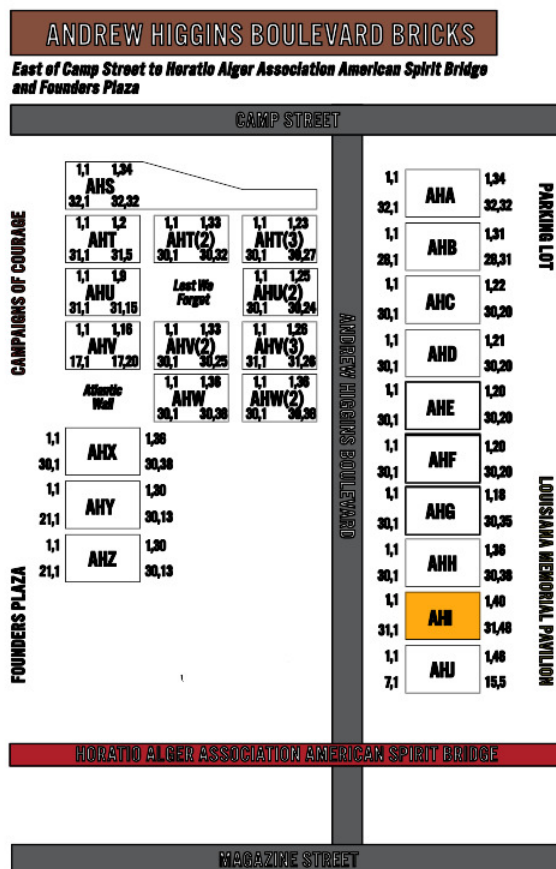 ANDREW HIGGINS BOULEVARD BRICKS
East of Camp Street to Horatio Alger Association American Spirit Bridge
and Founders Plaza
CAMP STREET
CAMPAIGNS OF COURAGE
FOUNDERS PLAZA
1,1 1,34
AHS
32,1 32,32
1,1 1,2
AHT
31,1 31,5
1,1 1,33
AHT(2)
30,1 30,32
1,1 1,23
AHT(3)
30,1 30,27
1,1 1,9
AHU
31,1 31,15
Lest We
Forget
1,1 1,25
AHU(2)
30,1 30,24
1,1 1,16
AHV
17,1 17,20
1,1 1,33
AHV(2)
30,1 30,25
1,1 1,26
AHV(3)
31,1 31,26
Atlantic
Wall
1,1 1,36
AHW
30,1 30,38
1,1 1,36
AHW(2)
30,1 30,38
1,1 1,36
AHX
30,1 30,38
1,1 1,30
AHY
21,1 30,13
1,1 1,30
AHZ
21,1 30,13
ANDREW HIGGINS BOULEVARD
1,1 1,34
AHA
32,1 32,32
1,1 1,31
AHB
28,1 28,31
1,1 1,22
AHC
30,1 30,20
1,1 1,21
AHD
30,1 30,20
1,1 1,20
AHE
30,1 30,20
1,1 1,20
AHF
30,1 30,20
1,1 1,18
AHG
30,1 30,35
1,1 1,36
AHH
30,1 30,38
1,1 1,40
AHI
31,1 31,48
1,1 1,48
AHJ
7,1 15,5
PARKING LOT
LOUISIANA MEMORIAL PAVILION
HORATIO ALGER ASSOCIATION AMERICAN SPIRIT BRIDGE
MAGAZINE STREET